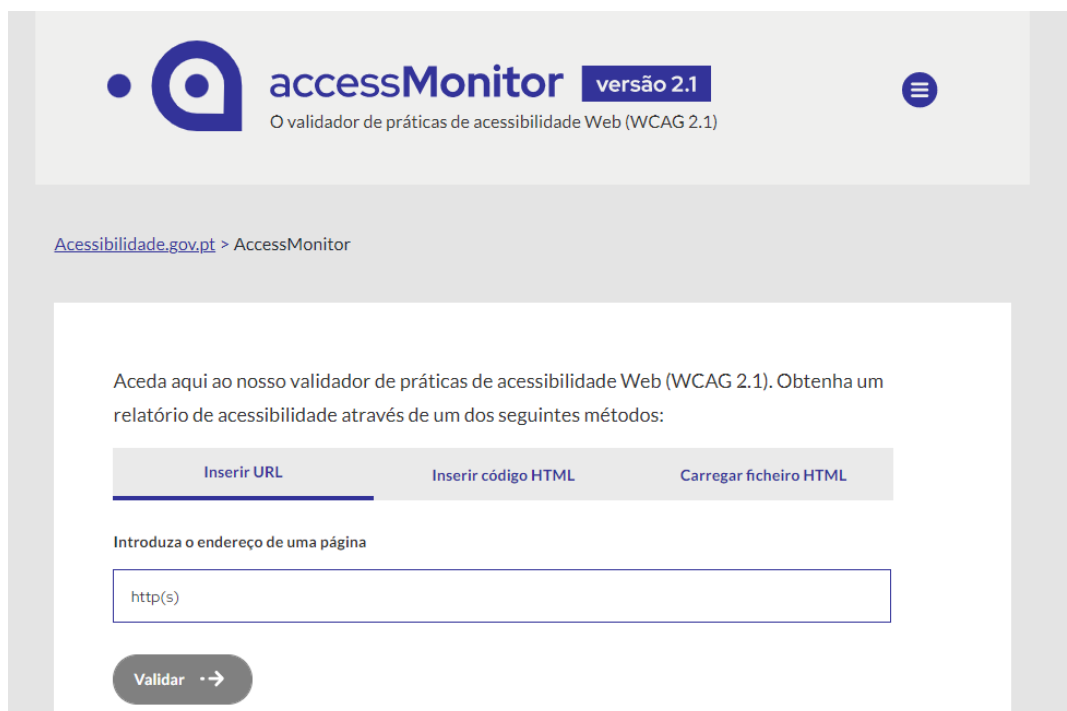 accessMonitor versão 2.1
O validador de práticas de acessibilidade Web (WCAG 2.1)
Acessibilidade.gov.pt > AccessMonitor
Aceda aqui ao nosso validador de práticas de acessibilidade Web (WCAG 2.1). Obtenha um
relatório de acessibilidade através de um dos seguintes métodos:
Inserir URL Inserir código HTML Carregar ficheiro HTML
Introduza o endereço de uma página
http(s)
Validar